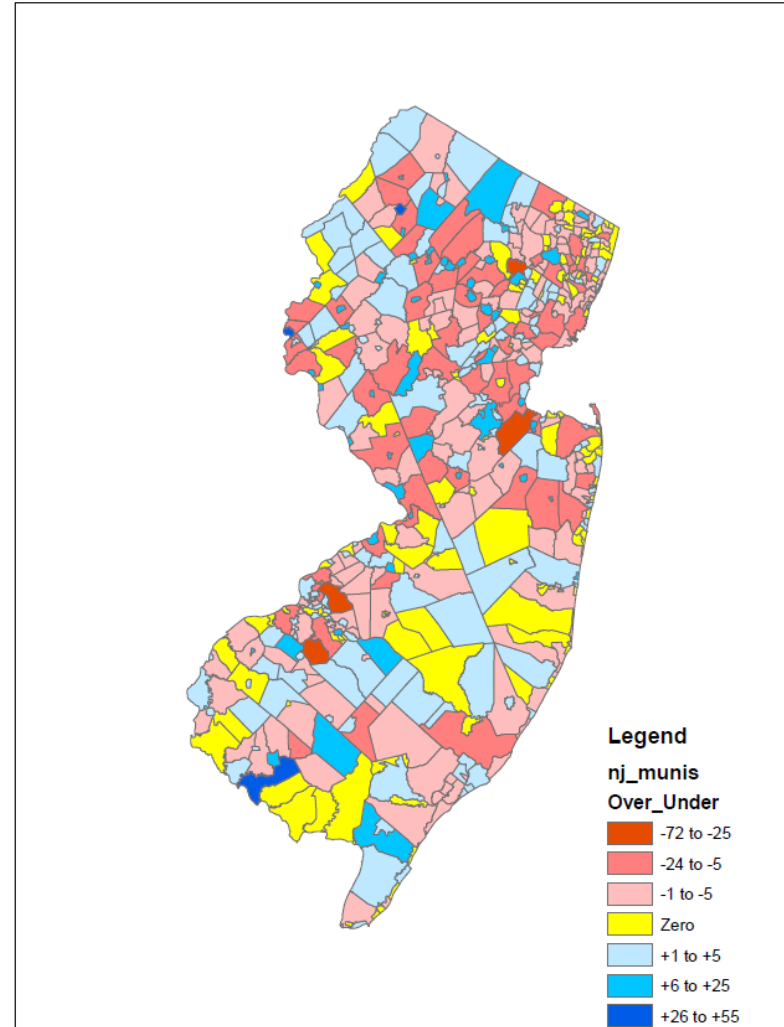 Legend
nj_munis
Over_Under
-72 to -25
-24 to -5
-1 to -5
Zero
+1 to +5
+6 to +25
+26 to +55